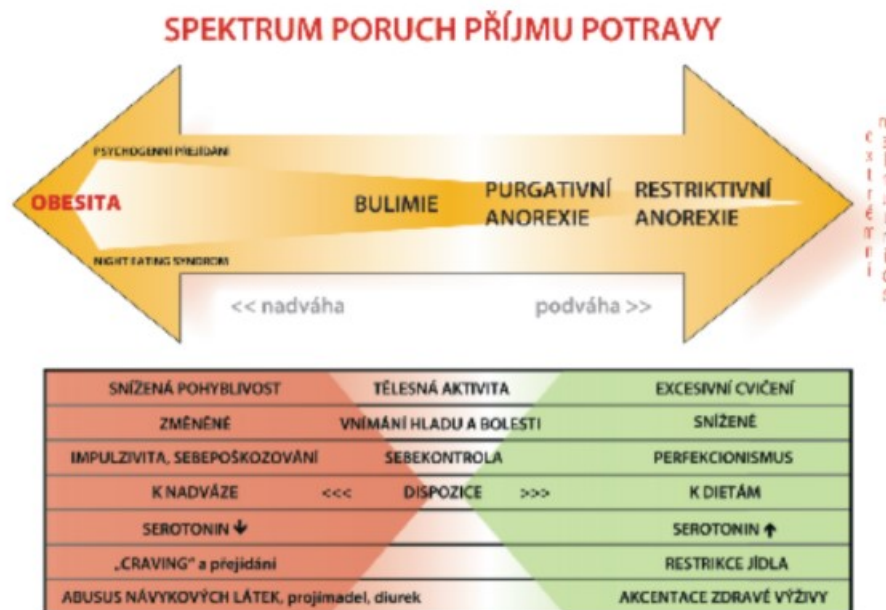 SPEKTRUM PORUCH PŘÍJMU POTRAVY
PSYCHOGENNÍ PŘEJÍDÁNÍ
OBESITA
BULIMIE
PURGATIVNÍ
ANOREXIE
RESTRIKTIVNÍ
ANOREXIE
NIGHT EATING SYNDROM
<< nadváha
podváha >>
extrémní
SNÍŽENÁ POHYBLIVOST TĚLESNÁ AKTIVITA EXCESIVNÍ CVIČENÍ
ZMĚNĚNÉ VNÍMÁNÍ HLADU A BOLESTI SNÍŽENÉ
IMPULZIVITA, SEBEPOŠKOZOVÁNÍ SEBEKONTROLA PERFEKCIONISMUS
K NADVÁZE <<< DISPOZICE >>> K DIETÁM
SEROTONIN ↓ SEROTONIN ↑
„CRAVING“ a přejídání RESTRIKCE JÍDLA
ABUSUS NÁVYKOVÝCH LÁTEK, projímadel, diurek AKCENTACE ZDRAVÉ VÝŽIVY